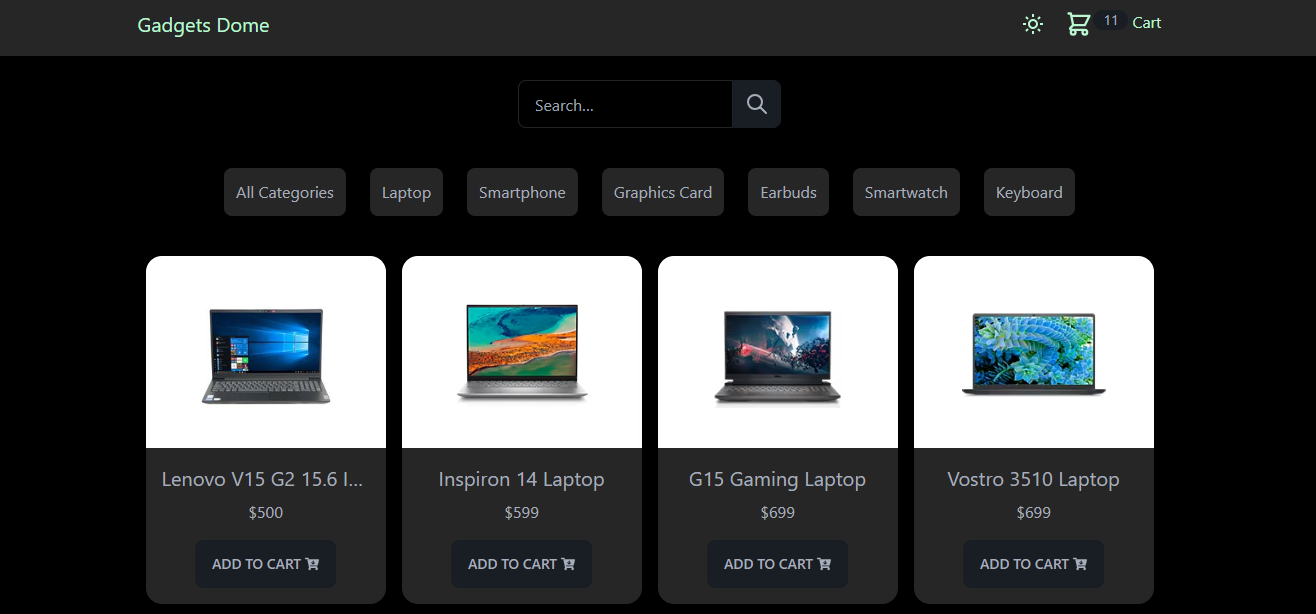 Gadgets Dome
11 Cart
Search...
All Categories Laptop Smartphone Graphics Card Earbuds Smartwatch Keyboard
Lenovo V15 G2 15.6 I... Inspiron 14 Laptop G15 Gaming Laptop Vostro 3510 Laptop
$500 $599 $699 $699
ADD TO CART ADD TO CART ADD TO CART ADD TO CART